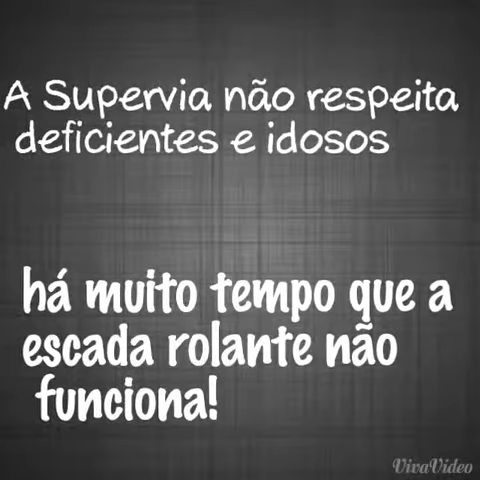 A Supervia não respeita
deficientes e idosos
há muito tempo que a
escada rolante não
funciona!
VivaVideo